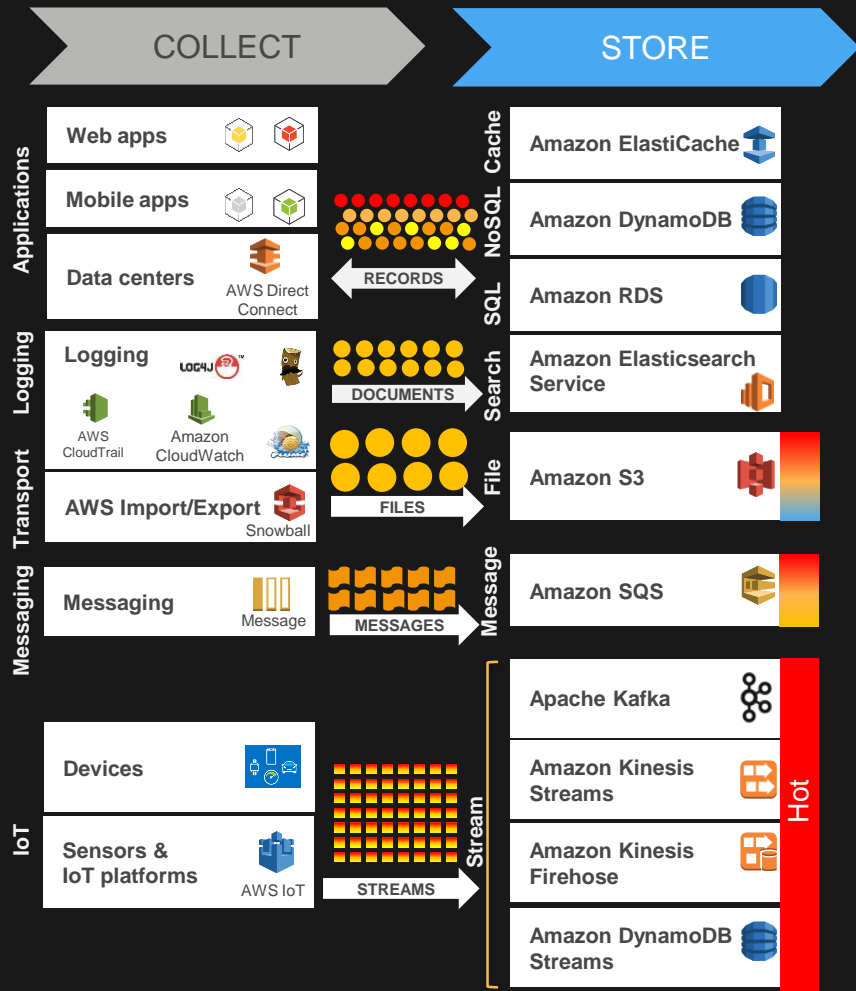 COLLECT
STORE
Applications
Web apps
Mobile apps
Data centers
AWS Direct
Connect
RECORDS
Cache
Amazon ElastiCache
NoSQL
Amazon DynamoDB
SQL
Amazon RDS
Logging
Logging
LOG4J™
AWS
CloudTrail
Amazon
CloudWatch
DOCUMENTS
Search
Amazon Elasticsearch
Service
Transport
AWS Import/Export
Snowball
FILES
File
Amazon S3
Messaging
Messaging
Message
MESSAGES
Message
Amazon SQS
IoT
Devices
Sensors &
IoT platforms
AWS IoT
STREAMS
Stream
Apache Kafka
Amazon Kinesis
Streams
Amazon Kinesis
Firehose
Amazon DynamoDB
Streams
Hot